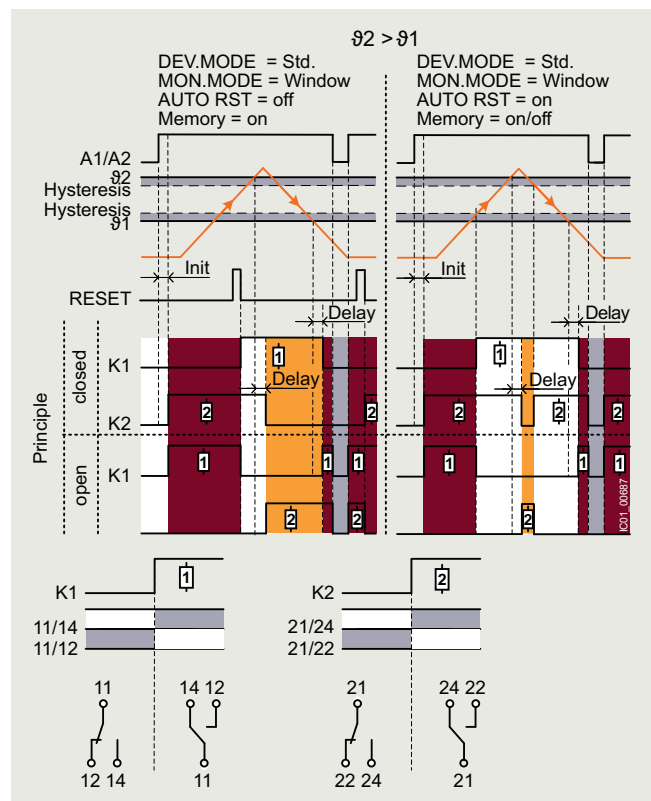 ϑ2 > ϑ1
DEV.MODE = Std.
MON.MODE = Window
AUTO RST = off
Memory = on
DEV.MODE = Std.
MON.MODE = Window
AUTO RST = on
Memory = on/off
A1/A2
ϑ2
Hysteresis
Hysteresis
ϑ1
Init
Init
RESET
Delay
Delay
Principle
closed
K1
1
1
Delay
Delay
K2
2
2
2
2
2
open
K1
1
1
1
1
1
1
2
2
2
IC01_00687
K1
1
K2
2
11/14
11/12
21/24
21/22
11
14 12
21
24 22
12 14
11
22 24
21